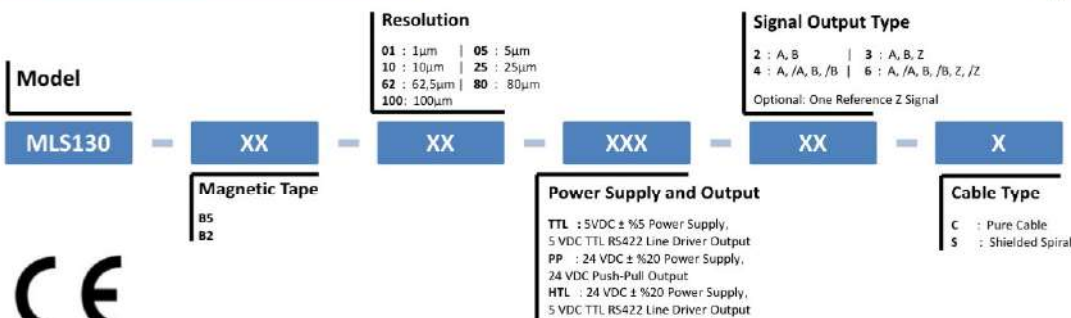 Resolution
01 : 1µm | 05 : 5µm
10 : 10µm | 25 : 25µm
62 : 62,5µm | 80 : 80µm
100: 100µm
Signal Output Type
2 : A, B | 3 : A, B, Z
4 : A, /A, B, /B | 6 : A, /A, B, /B, Z, /Z
Optional: One Reference Z Signal
Model
MLS130 - XX - XX - XXX - XX - X
Magnetic Tape
B5
B2
Power Supply and Output
TTL : 5VDC ± %5 Power Supply,
5 VDC TTL RS422 Line Driver Output
PP : 24 VDC ± %20 Power Supply,
24 VDC Push-Pull Output
HTL : 24 VDC ± %20 Power Supply,
5 VDC TTL RS422 Line Driver Output
Cable Type
C : Pure Cable
S : Shielded Spiral
CE